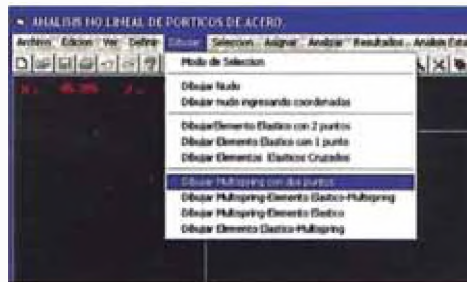 ANALISIS NO LINEAL DE PORTICOS DE ACERO.
Archivo Edicion Ver Definir Dibujar Seleccion Asignar Analizar Resultados Analisis
Modo de Seleccion
Dibujar Nudo
Dibujar nudo ingresando coordenadas
DibujarElemento Elastico con 2 puntos
Dibujar Elemento Elastico con 1 punto
Dibujar Elementos Elasticos Cruzados
Dibujar Multispring con dos puntos
Dibujar Multispring-Elemento Elastico-Multispring
Dibujar Multispring-Elemento Elastico
Dibujar Elemento Elastico-Multispring